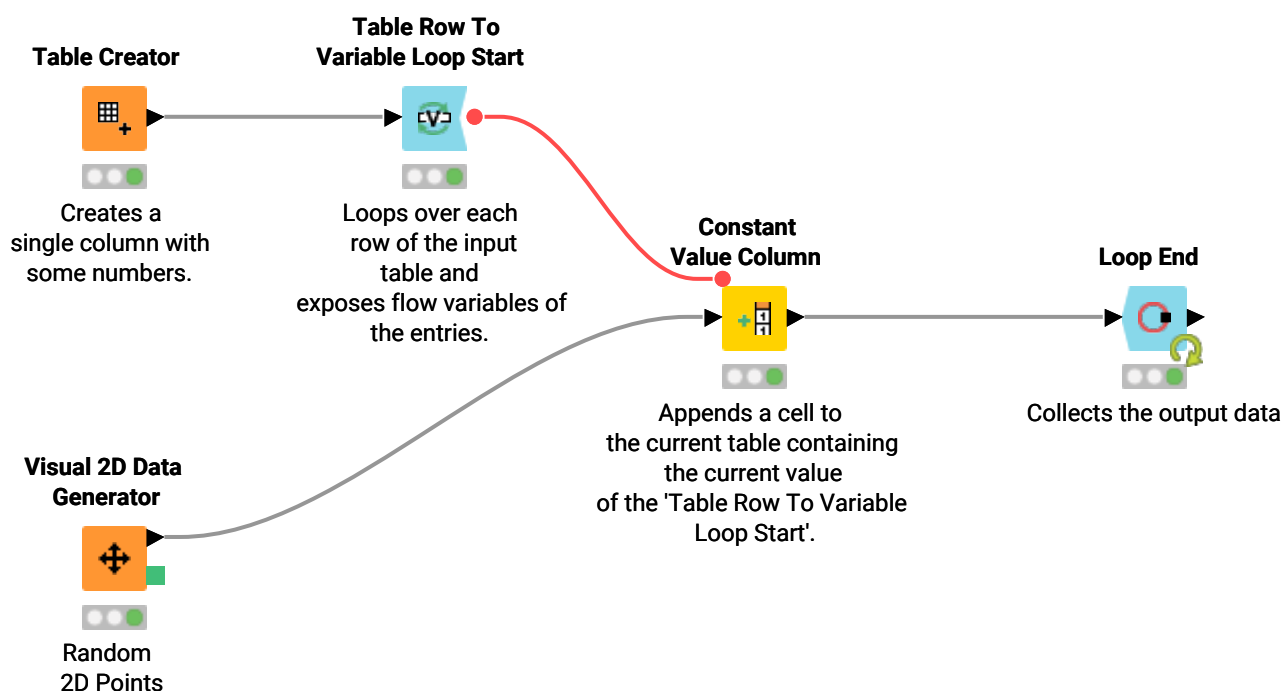 Table Creator
Creates a
single column with
some numbers.
Table Row To
Variable Loop Start
V
Loops over each
row of the input
table and
exposes flow variables of
the entries.
Constant
Value Column
1
1
Appends a cell to
the current table containing
the current value
of the 'Table Row To Variable
Loop Start'.
Loop End
Collects the output data
Visual 2D Data
Generator
Random
2D Points